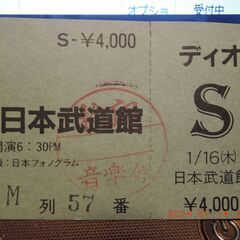 オプショ 受付中
S-¥4,000
日本武道館
開演6：30PM
：日本フォノグラム
M 列 57 番
音楽
ディオ
S
1/16(木)
日本武道館
¥4,000